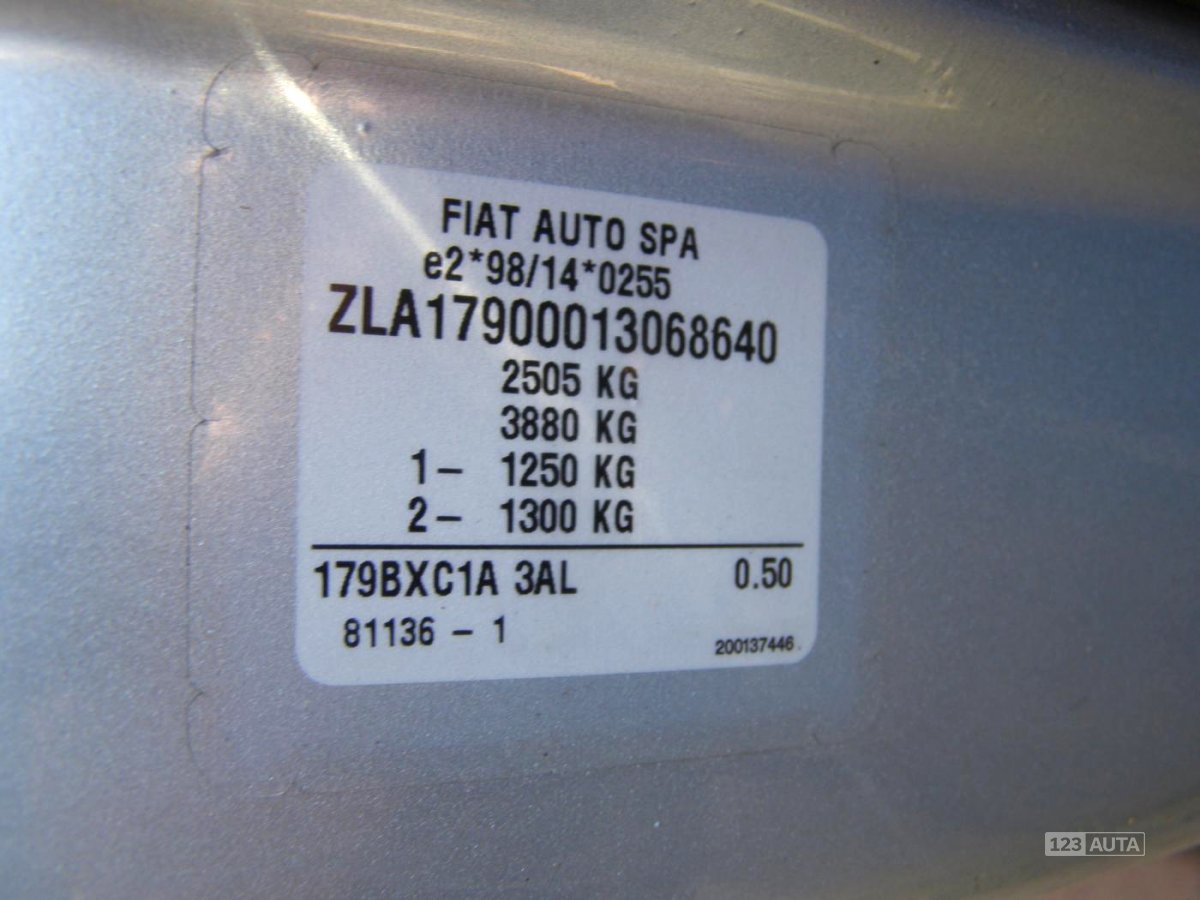 FIAT AUTO SPA
e2*98/14*0255
ZLA17900013068640
2505 KG
3880 KG
1- 1250 KG
2- 1300 KG
179BXC1A 3AL 0.50
81136 - 1 200137446.
123 AUTA